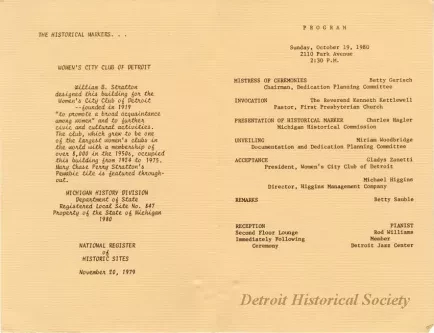 THE HISTORICAL MARKERS. . .
WOMEN'S CITY CLUB OF DETROIT
William B. Stratton
designed this building for the
Women's City Club of Detroit
--founded in 1919
"to promote a broad acquaintance
among women" and to further
civic and cultural activities.
The club, which grew to be one
of the largest women's clubs in
the world with a membership of
over 8,000 in the 1950s, occupied
this building from 1924 to 1975.
Mary Chase Perry Stratton's
Pewabic tile is featured through-
out.
MICHIGAN HISTORY DIVISION
Department of State
Registered Local Site No. 647
Property of the State of Michigan
1980
NATIONAL REGISTER
of
HISTORIC SITES
November 20, 1979
PROGRAM
Sunday, October 19, 1980
2110 Park Avenue
2:30 P.M.
MISTRESS OF CEREMONIES Betty Gerisch
Chairman, Dedication Planning Committee
INVOCATION The Reverend Kenneth Kettlewell
Pastor, First Presbyterian Church
PRESENTATION OF HISTORICAL MARKER Charles Hagler
Michigan Historical Commission
UNVEILING Miriam Woodbridge
Documentation and Dedication Planning Committee
ACCEPTANCE Gladys Zanetti
President, Women's City Club of Detroit
Michael Higgins
Director, Higgins Management Company
REMARKS Betty Sauble
RECEPTION PIANIST
Second Floor Lounge Bod Williams
Immediately Following Member
Ceremony Detroit Jazz Center
Detroit Historical Society